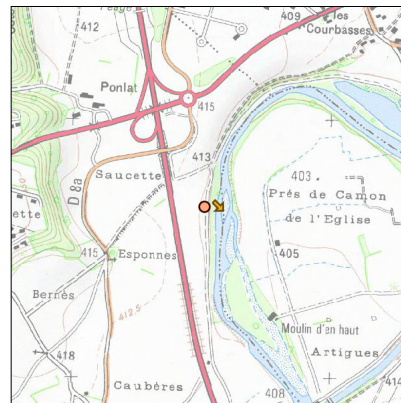 412
409
les
Courbasses
Ponlat
415
413
Saucette
403
D 8a
Prés de Camon
de l'Eglise
ette
415
Esponnes
405
Bernès
412.5
Moulin d'en haut
418
Artigues
Caubères
408
414